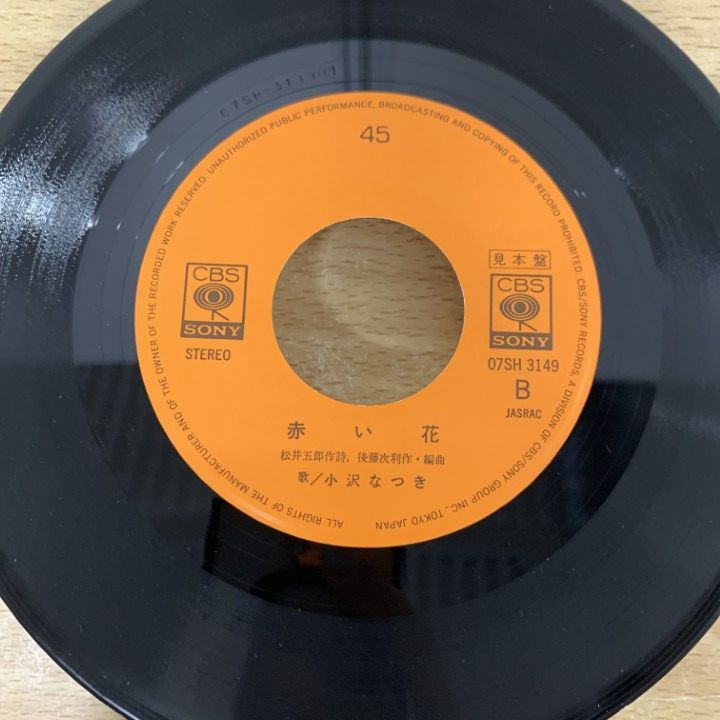 ALL RIGHTS OF THE MANUFACTURER AND OF THE OWNER OF THE RECORDED WORK RESERVED. UNAUTHORIZED PUBLIC PERFORMANCE, BROADCASTING AND COPYING OF THIS RECORD PROHIBITED. CBS/SONY RECORDS, A DIVISION OF CBS/SONY GROUP INC., TOKYO JAPAN
45
CBS
SONY
STEREO
見本盤
CBS
SONY
07SH 3149
B
JASRAC
赤い花
松井五郎作詩、後藤次利作・編曲
歌/小沢なつき